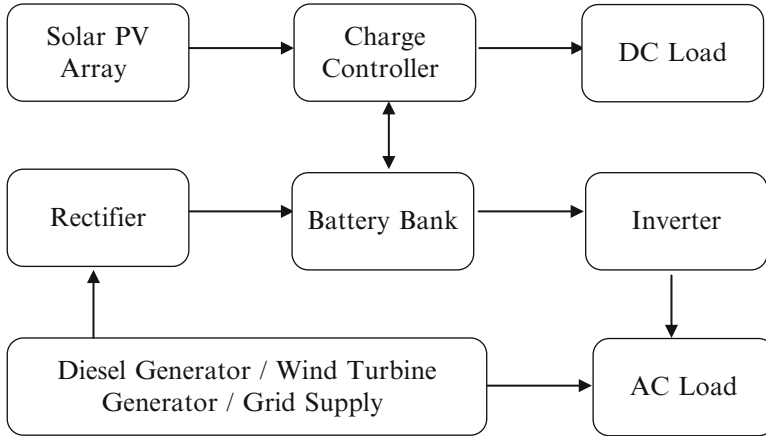 Solar PV
Array
Charge
Controller
DC Load
Rectifier
Battery Bank
Inverter
Diesel Generator / Wind Turbine
Generator / Grid Supply
AC Load